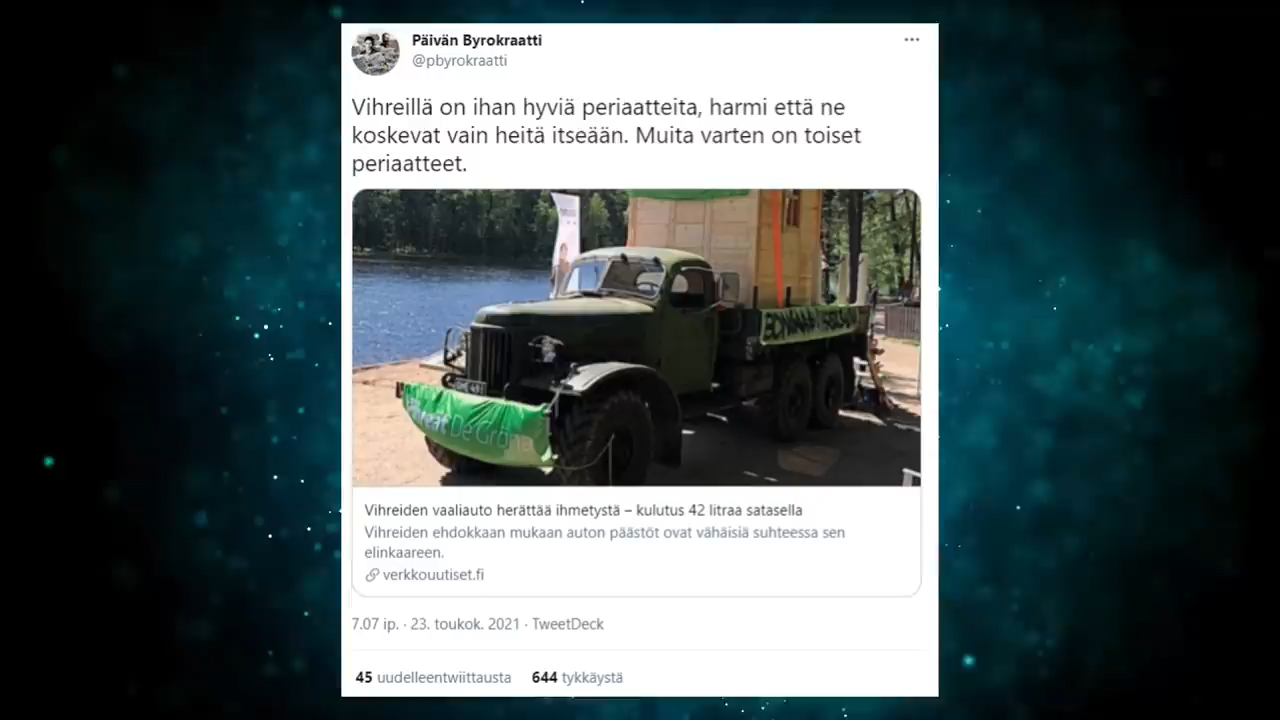 Päivän Byrokraatti
@pbyrokraatti
Vihreillä on ihan hyviä periaatteita, harmi että ne
koskevat vain heitä itseään. Muita varten on toiset
periaatteet.
De Gröna
Vihreiden vaaliauto herättää ihmetystä – kulutus 42 litraa satasella
Vihreiden ehdokkaan mukaan auton päästöt ovat vähäisiä suhteessa sen
elinkaareen.
verkkouutiset.fi
7.07 ip. · 23. toukok. 2021 · TweetDeck
45 uudelleentwiittausta 644 tykkäystä